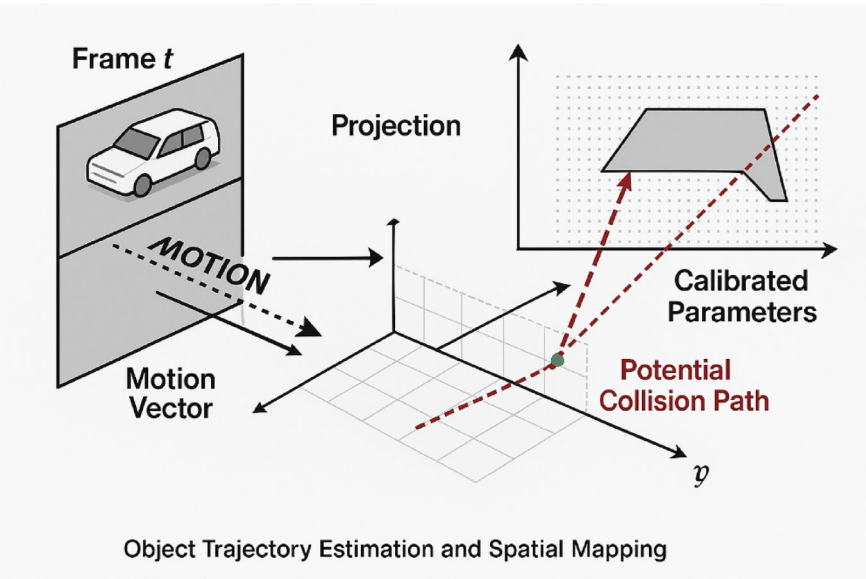 Frame t
MOTION
Motion
Vector
Projection
Calibrated
Parameters
Potential
Collision Path
Object Trajectory Estimation and Spatial Mapping